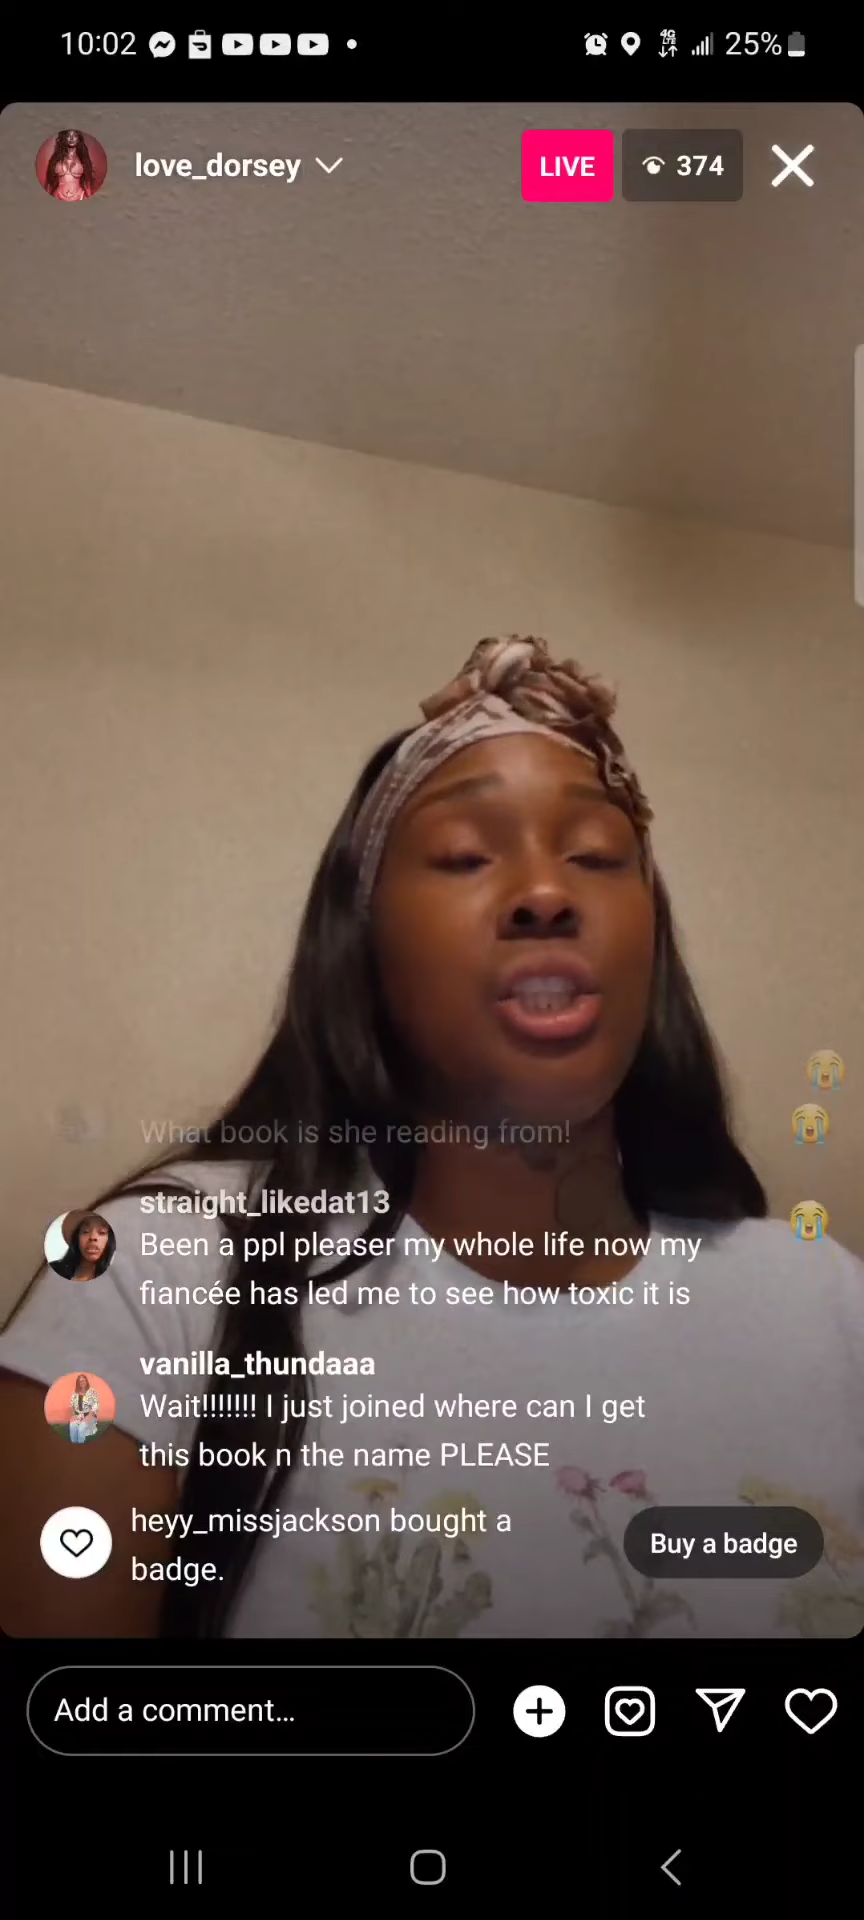 10:02
4G
LTE
25%
love_dorsey
LIVE
374
What book is she reading from!
straight_likedat13
Been a ppl pleaser my whole life now my
fiancée has led me to see how toxic it is
vanilla_thundaaa
Wait!!!!!!! I just joined where can I get
this book n the name PLEASE
heyy_missjackson bought a
badge.
Buy a badge
Add a comment...